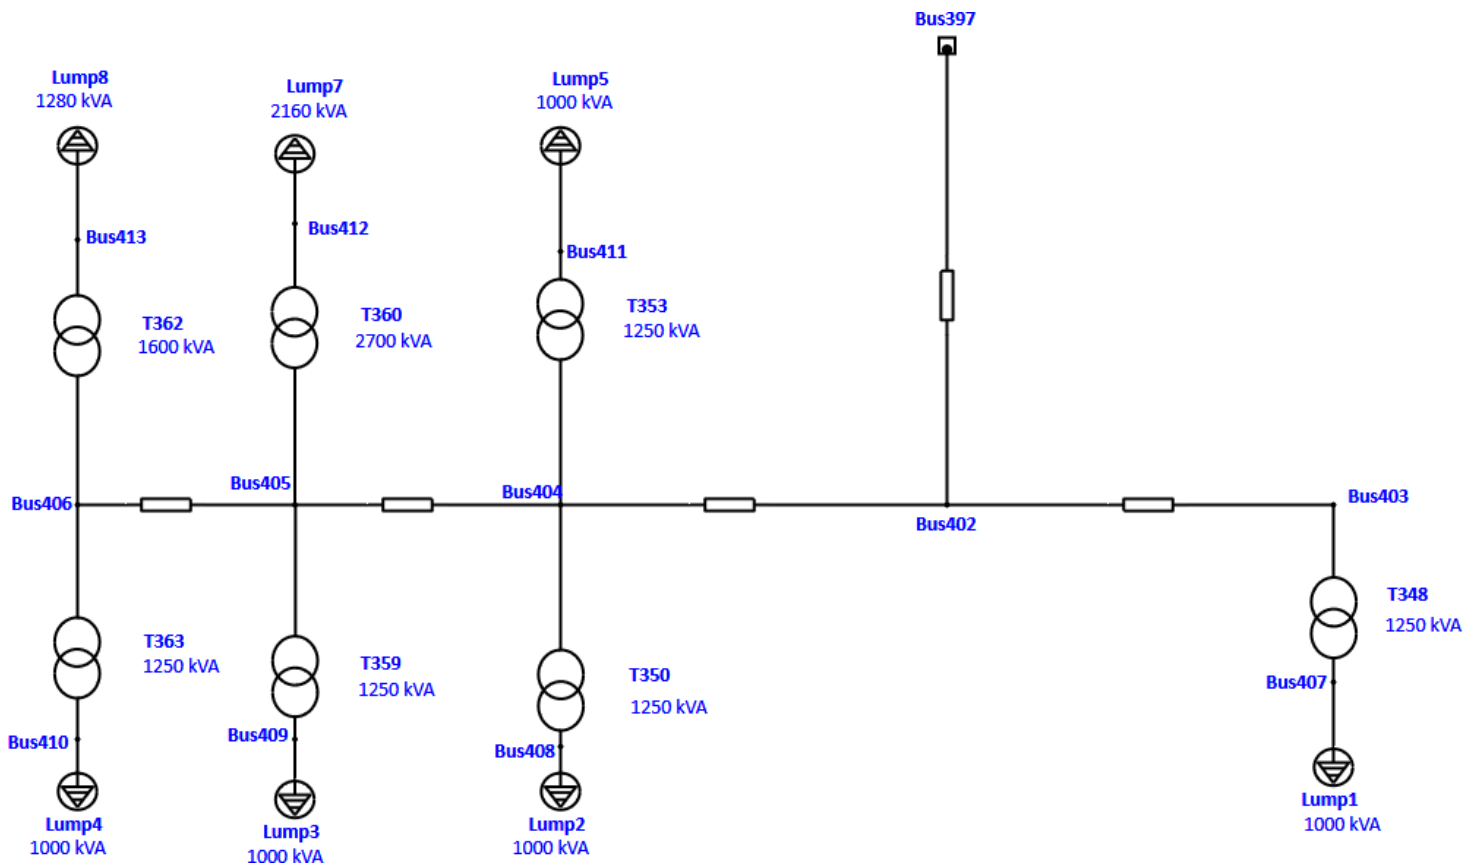 Bus397
Lump8
1280 kVA
Lump7
2160 kVA
Lump5
1000 kVA
Bus413
Bus412
Bus411
T362
1600 kVA
T360
2700 kVA
T353
1250 kVA
Bus406
Bus405
Bus404
Bus402
Bus403
T363
1250 kVA
T359
1250 kVA
T350
1250 kVA
T348
1250 kVA
Bus410
Bus409
Bus408
Bus407
Lump4
1000 kVA
Lump3
1000 kVA
Lump2
1000 kVA
Lump1
1000 kVA